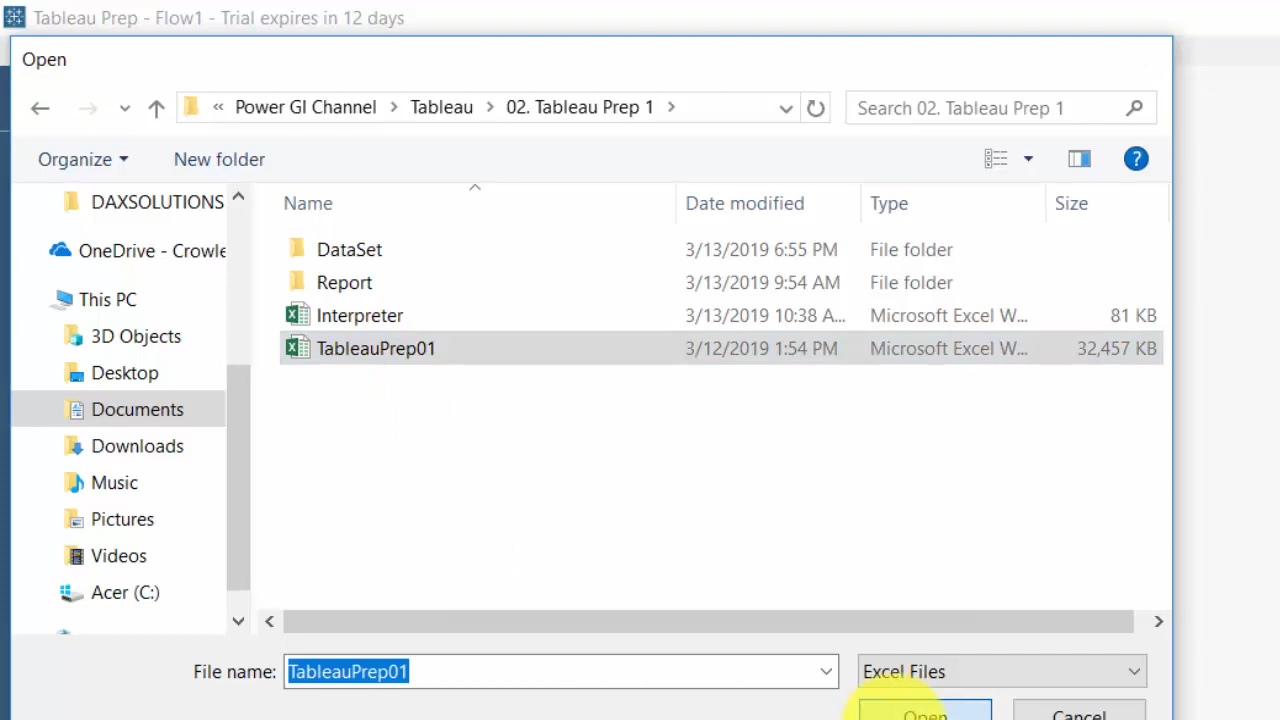 Tableau Prep - Flow1 - Trial expires in 12 days
Open
« Power GI Channel > Tableau > 02. Tableau Prep 1 >
Search 02. Tableau Prep 1
Organize
New folder
?
Name Date modified Type Size
DAXSOLUTIONS
OneDrive - Crowle
This PC
3D Objects
Desktop
Documents
Downloads
Music
Pictures
Videos
Acer (C:)
DataSet 3/13/2019 6:55 PM File folder
Report 3/13/2019 9:54 AM File folder
Interpreter 3/13/2019 10:38 A... Microsoft Excel W... 81 KB
TableauPrep01 3/12/2019 1:54 PM Microsoft Excel W... 32,457 KB
File name: TableauPrep01
Excel Files
Open
Cancel